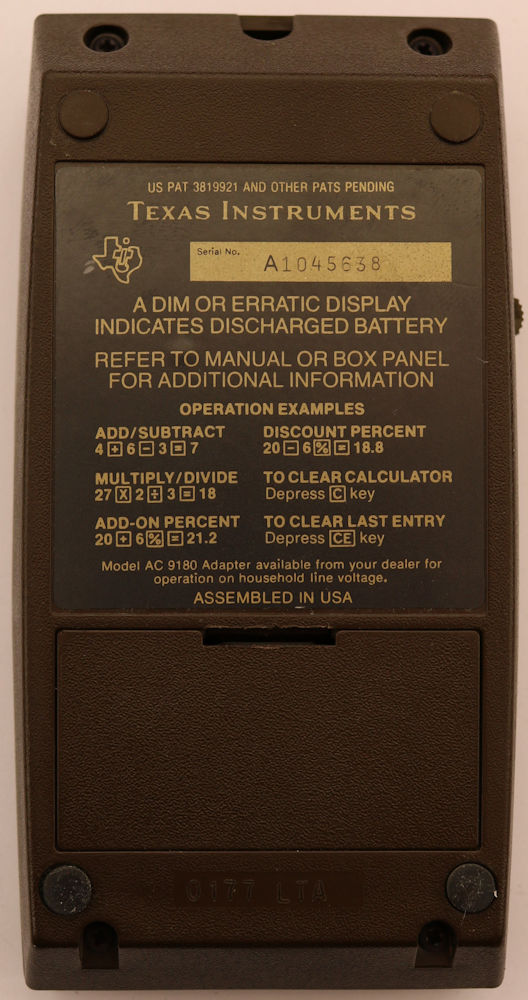 US PAT 3819921 AND OTHER PATS PENDING
TEXAS INSTRUMENTS
Serial No. A1045638
A DIM OR ERRATIC DISPLAY
INDICATES DISCHARGED BATTERY
REFER TO MANUAL OR BOX PANEL
FOR ADDITIONAL INFORMATION
OPERATION EXAMPLES
ADD/SUBTRACT
4 + 6 − 3 = 7
DISCOUNT PERCENT
20 − 6 % = 18.8
MULTIPLY/DIVIDE
27 X 2 ÷ 3 = 18
TO CLEAR CALCULATOR
Depress C key
ADD-ON PERCENT
20 + 6 % = 21.2
TO CLEAR LAST ENTRY
Depress CE key
Model AC 9180 Adapter available from your dealer for
operation on household line voltage.
ASSEMBLED IN USA
0177 LTA